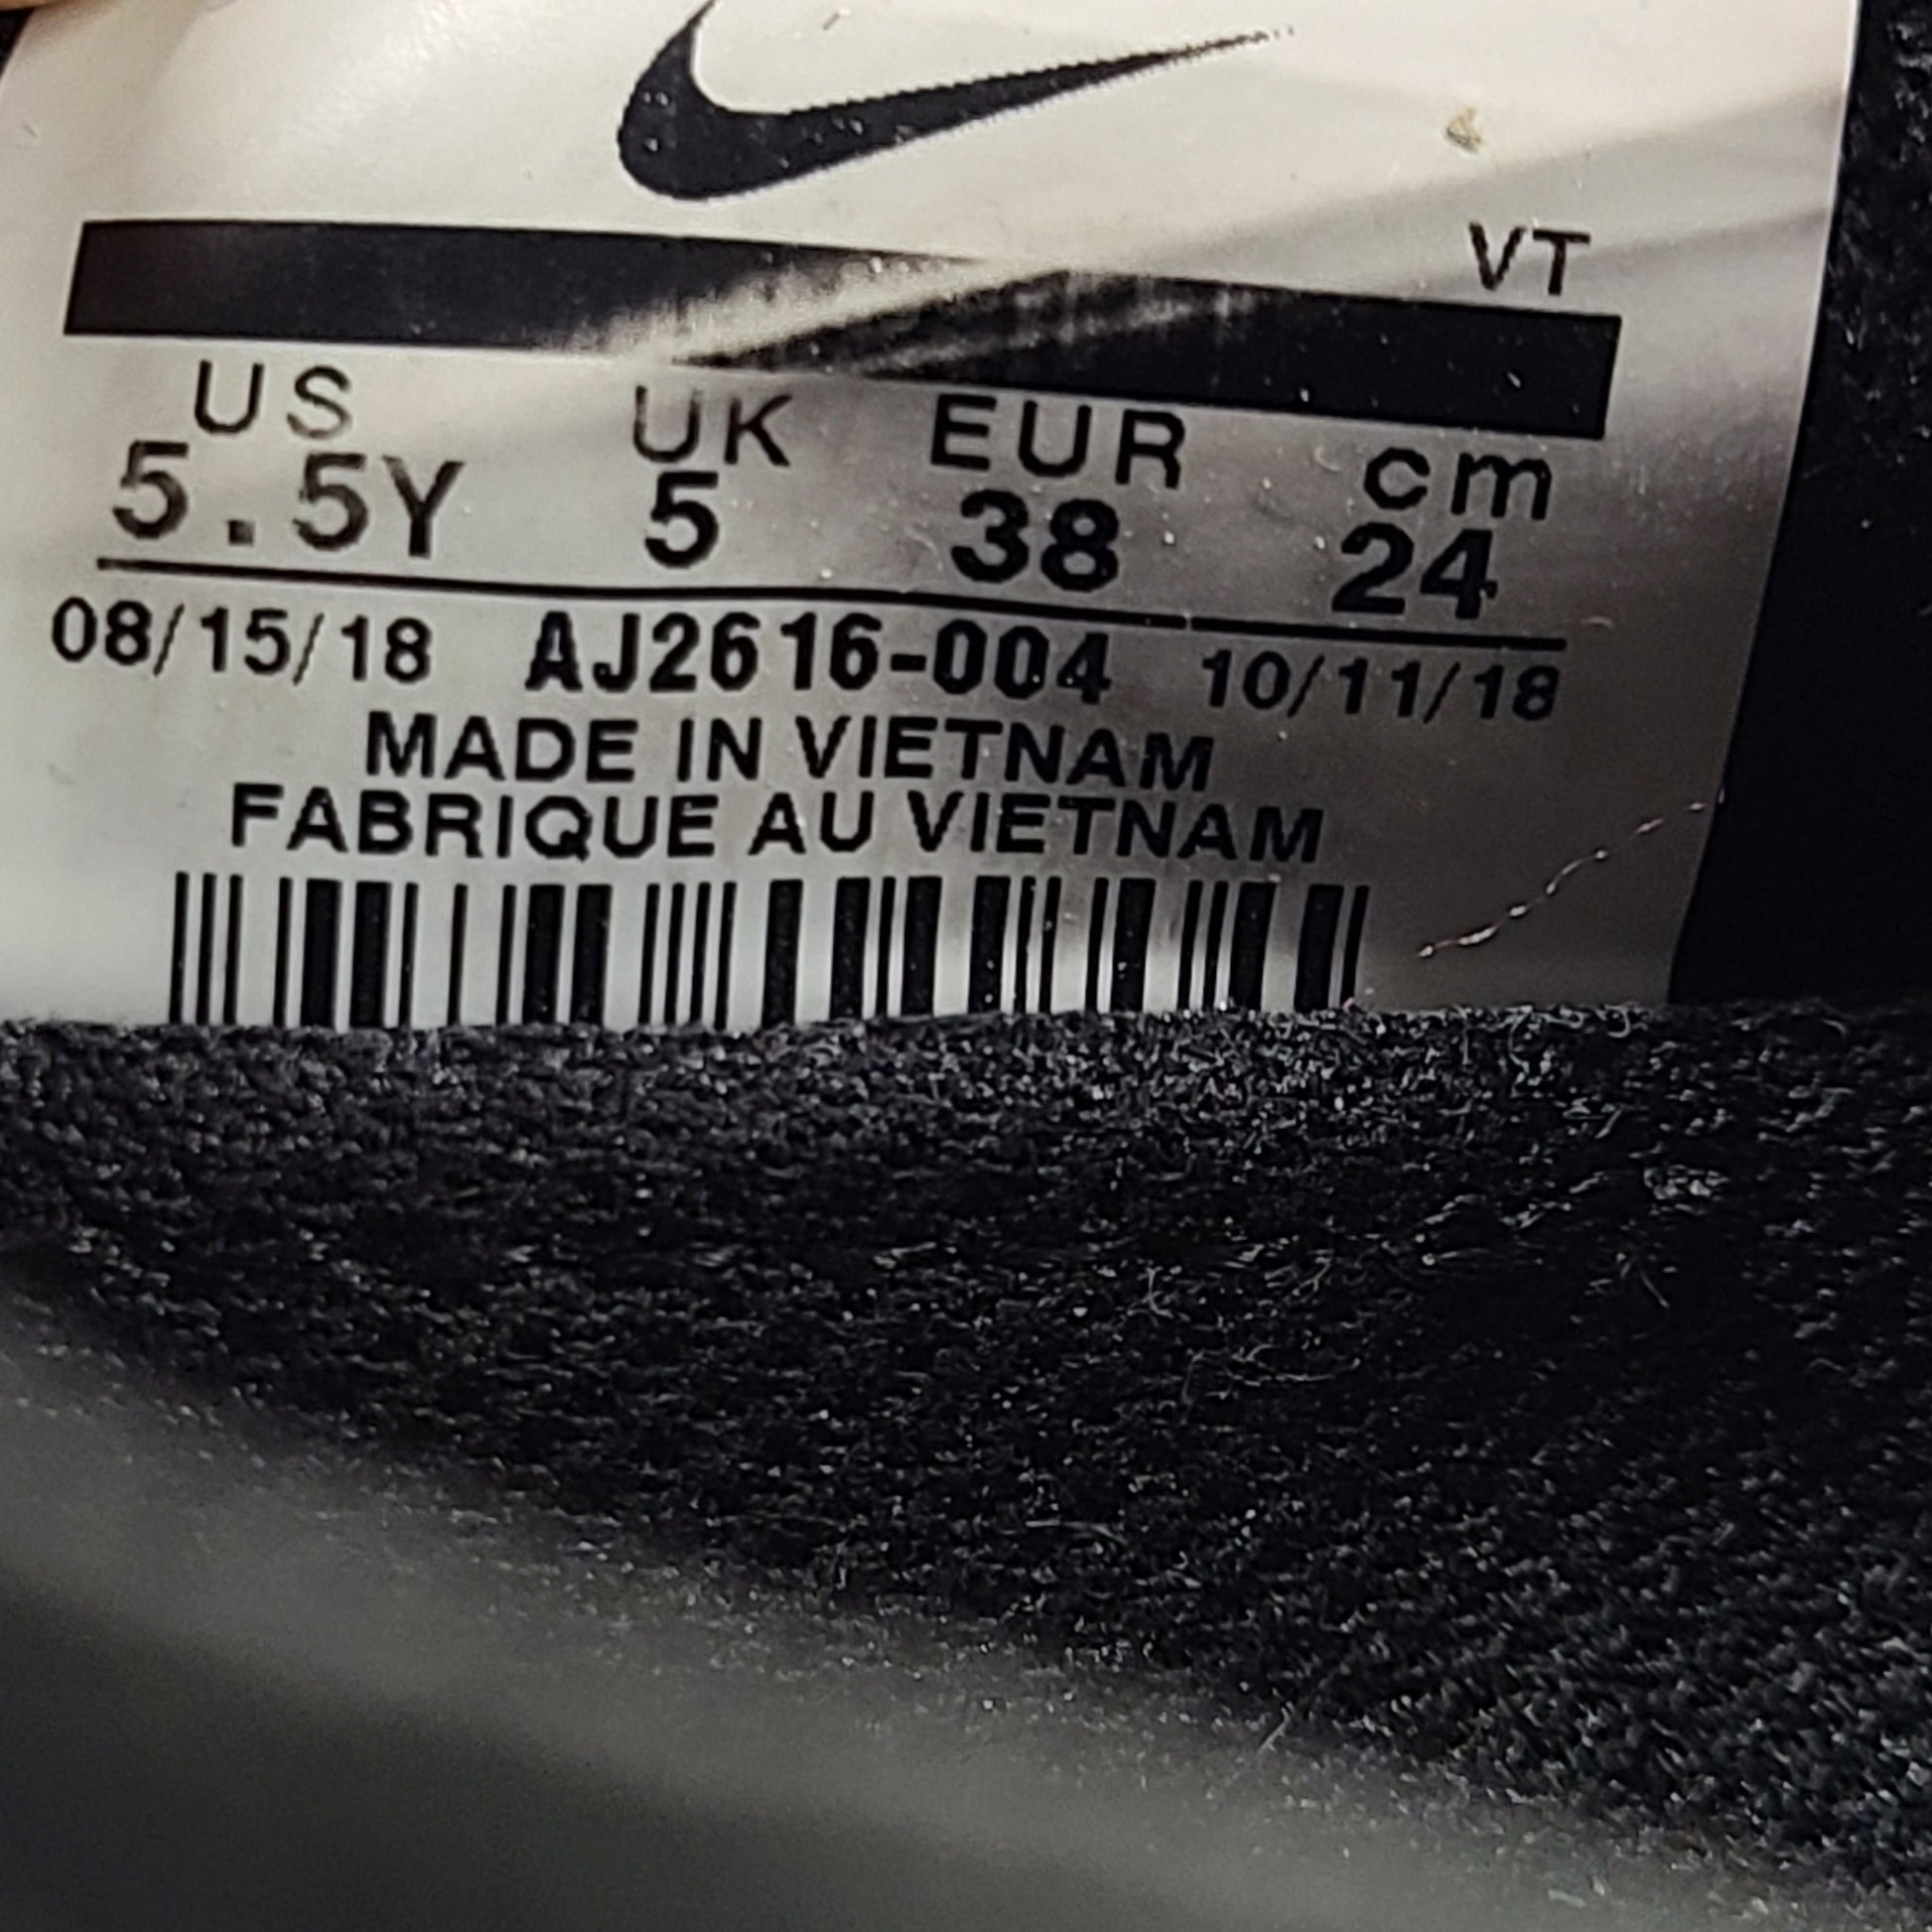 VT
US UK EUR cm
5.5Y 5 38 24
08/15/18 AJ2616-004 10/11/18
MADE IN VIETNAM
FABRIQUE AU VIETNAM